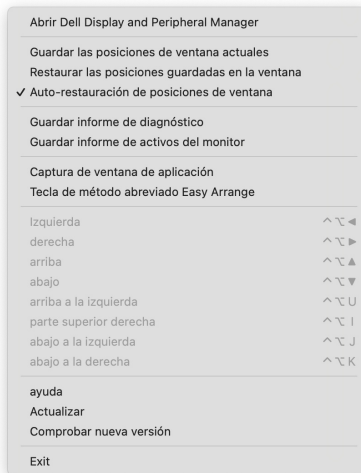 Abrir Dell Display and Peripheral Manager
Guardar las posiciones de ventana actuales
Restaurar las posiciones guardadas en la ventana
✓ Auto-restauración de posiciones de ventana
Guardar informe de diagnóstico
Guardar informe de activos del monitor
Captura de ventana de aplicación
Tecla de método abreviado Easy Arrange
Izquierda ^⌥◀
derecha ^⌥▶
arriba ^⌥▲
abajo ^⌥▼
arriba a la izquierda ^⌥U
parte superior derecha ^⌥I
abajo a la izquierda ^⌥J
abajo a la derecha ^⌥K
ayuda
Actualizar
Comprobar nueva versión
Exit